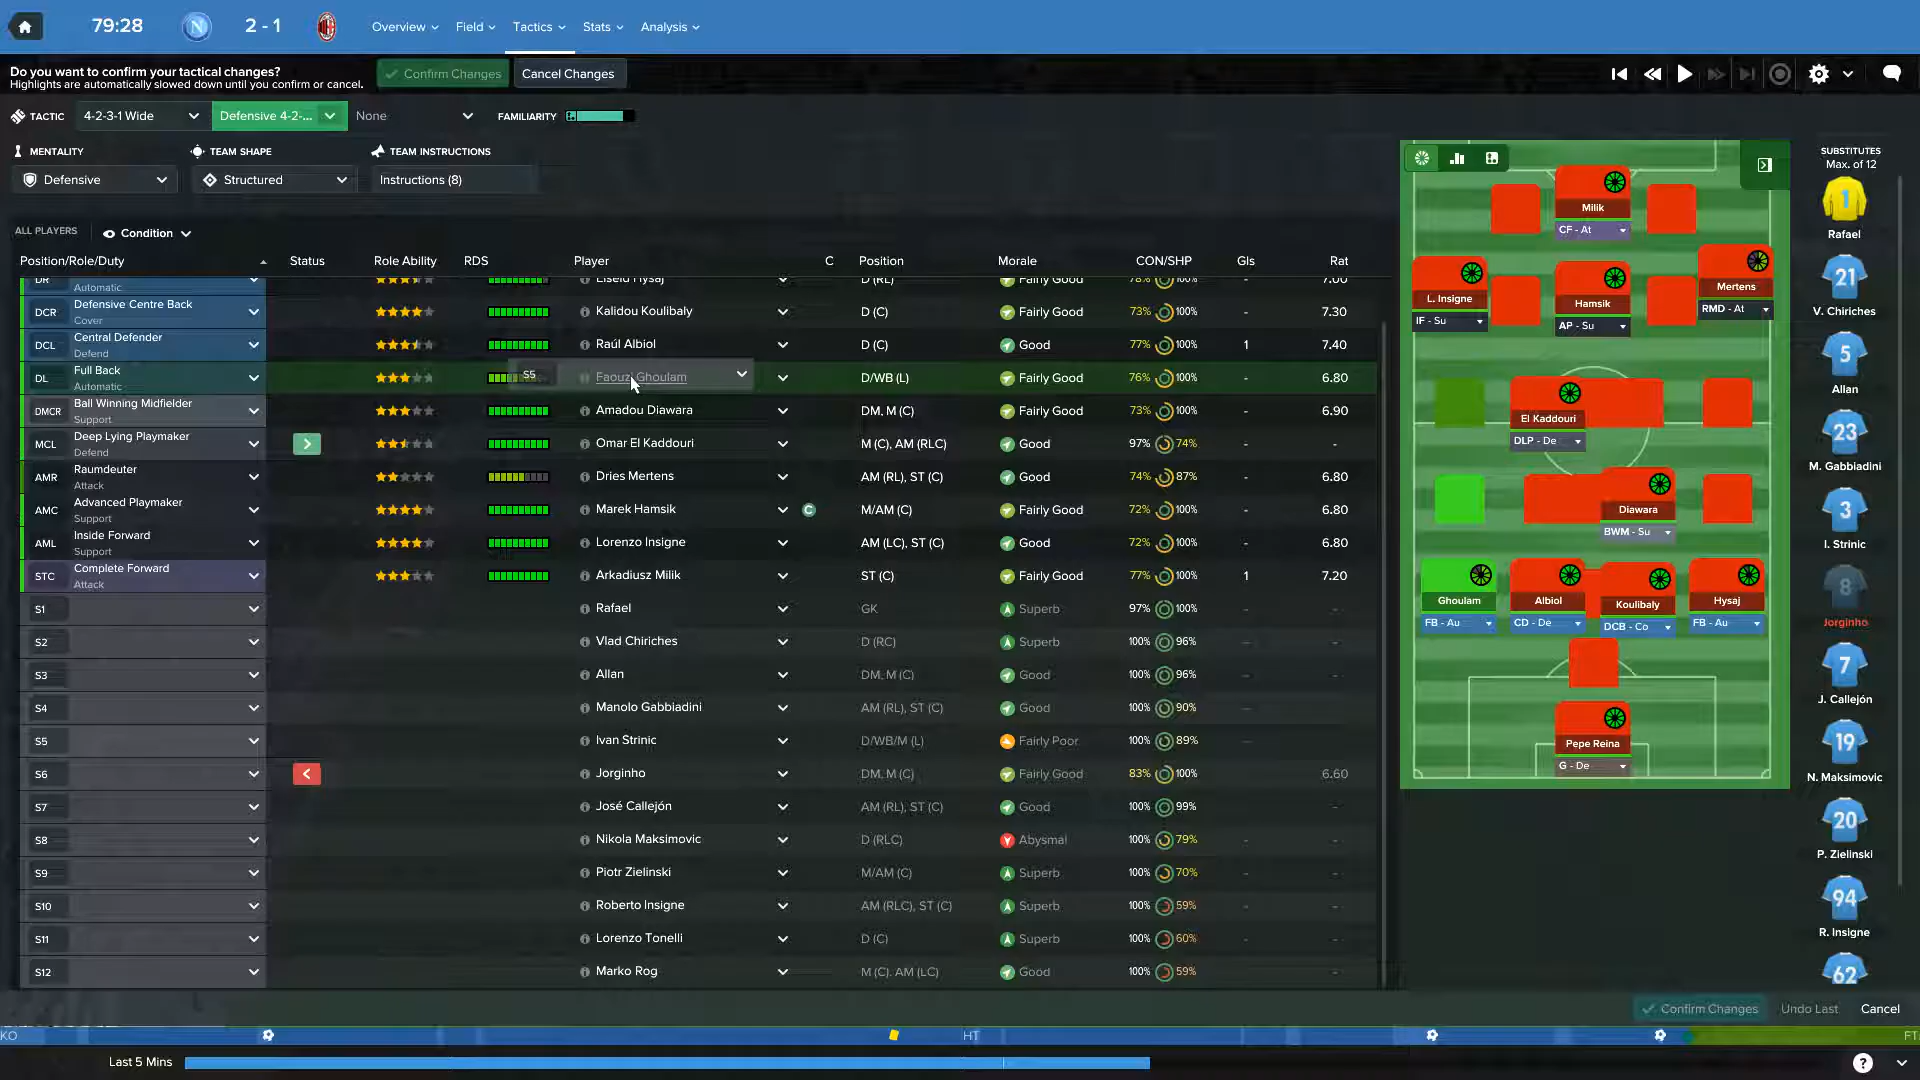 79:28 N 2 - 1 Overview Field Tactics Stats Analysis
Do you want to confirm your tactical changes?
Highlights are automatically slowed down until you confirm or cancel.
Confirm Changes Cancel Changes
TACTIC 4-2-3-1 Wide Defensive 4-2-... None FAMILIARITY
MENTALITY TEAM SHAPE TEAM INSTRUCTIONS
Defensive Structured Instructions (8)
ALL PLAYERS Condition
Position/Role/Duty Status Role Ability RDS Player C Position Morale CON/SHP Gls Rat
DR Automatic Elseid Hysaj D (RL) Fairly Good 78% 100% - 7.00
DCR Defensive Centre Back Cover Kalidou Koulibaly D (C) Fairly Good 73% 100% - 7.30
DCL Central Defender Defend Raúl Albiol D (C) Good 77% 100% 1 7.40
DL Full Back Automatic S5 Faouzi Ghoulam D/WB (L) Fairly Good 76% 100% - 6.80
DMCR Ball Winning Midfielder Support Amadou Diawara DM, M (C) Fairly Good 73% 100% - 6.90
MCL Deep Lying Playmaker Defend Omar El Kaddouri M (C), AM (RLC) Good 97% 74% - -
AMR Raumdeuter Attack Dries Mertens AM (RL), ST (C) Good 74% 87% - 6.80
AMC Advanced Playmaker Support Marek Hamsik C M/AM (C) Fairly Good 72% 100% - 6.80
AML Inside Forward Support Lorenzo Insigne AM (LC), ST (C) Good 72% 100% - 6.80
STC Complete Forward Attack Arkadiusz Milik ST (C) Fairly Good 77% 100% 1 7.20
S1 Rafael GK Superb 97% 100% - -
S2 Vlad Chiriches D (RC) Superb 100% 96% - -
S3 Allan DM, M (C) Good 100% 96% - -
S4 Manolo Gabbiadini AM (RL), ST (C) Good 100% 90% - -
S5 Ivan Strinic D/WB/M (L) Fairly Poor 100% 89% - -
S6 Jorginho DM, M (C) Fairly Good 83% 100% 6.60
S7 José Callejón AM (RL), ST (C) Good 100% 99% - -
S8 Nikola Maksimovic D (RLC) Abysmal 100% 79% - -
S9 Piotr Zielinski M/AM (C) Superb 100% 70% - -
S10 Roberto Insigne AM (RLC), ST (C) Superb 100% 59% - -
S11 Lorenzo Tonelli D (C) Superb 100% 60% - -
S12 Marko Rog M (C), AM (LC) Good 100% 59% - -
Milik
CF - At
L. Insigne
IF - Su
Hamsik
AP - Su
Mertens
RMD - At
El Kaddouri
DLP - De
Diawara
BWM - Su
Ghoulam Albiol Koulibaly Hysaj
FB - Au CD - De DCB - Co FB - Au
Pepe Reina
G - De
SUBSTITUTES
Max. of 12
1
Rafael
21
V. Chiriches
5
Allan
23
M. Gabbiadini
3
I. Strinic
8
Jorginho
7
J. Callejón
19
N. Maksimovic
20
P. Zielinski
94
R. Insigne
62
Confirm Changes Undo Last Cancel
KO HT FT
Last 5 Mins ?